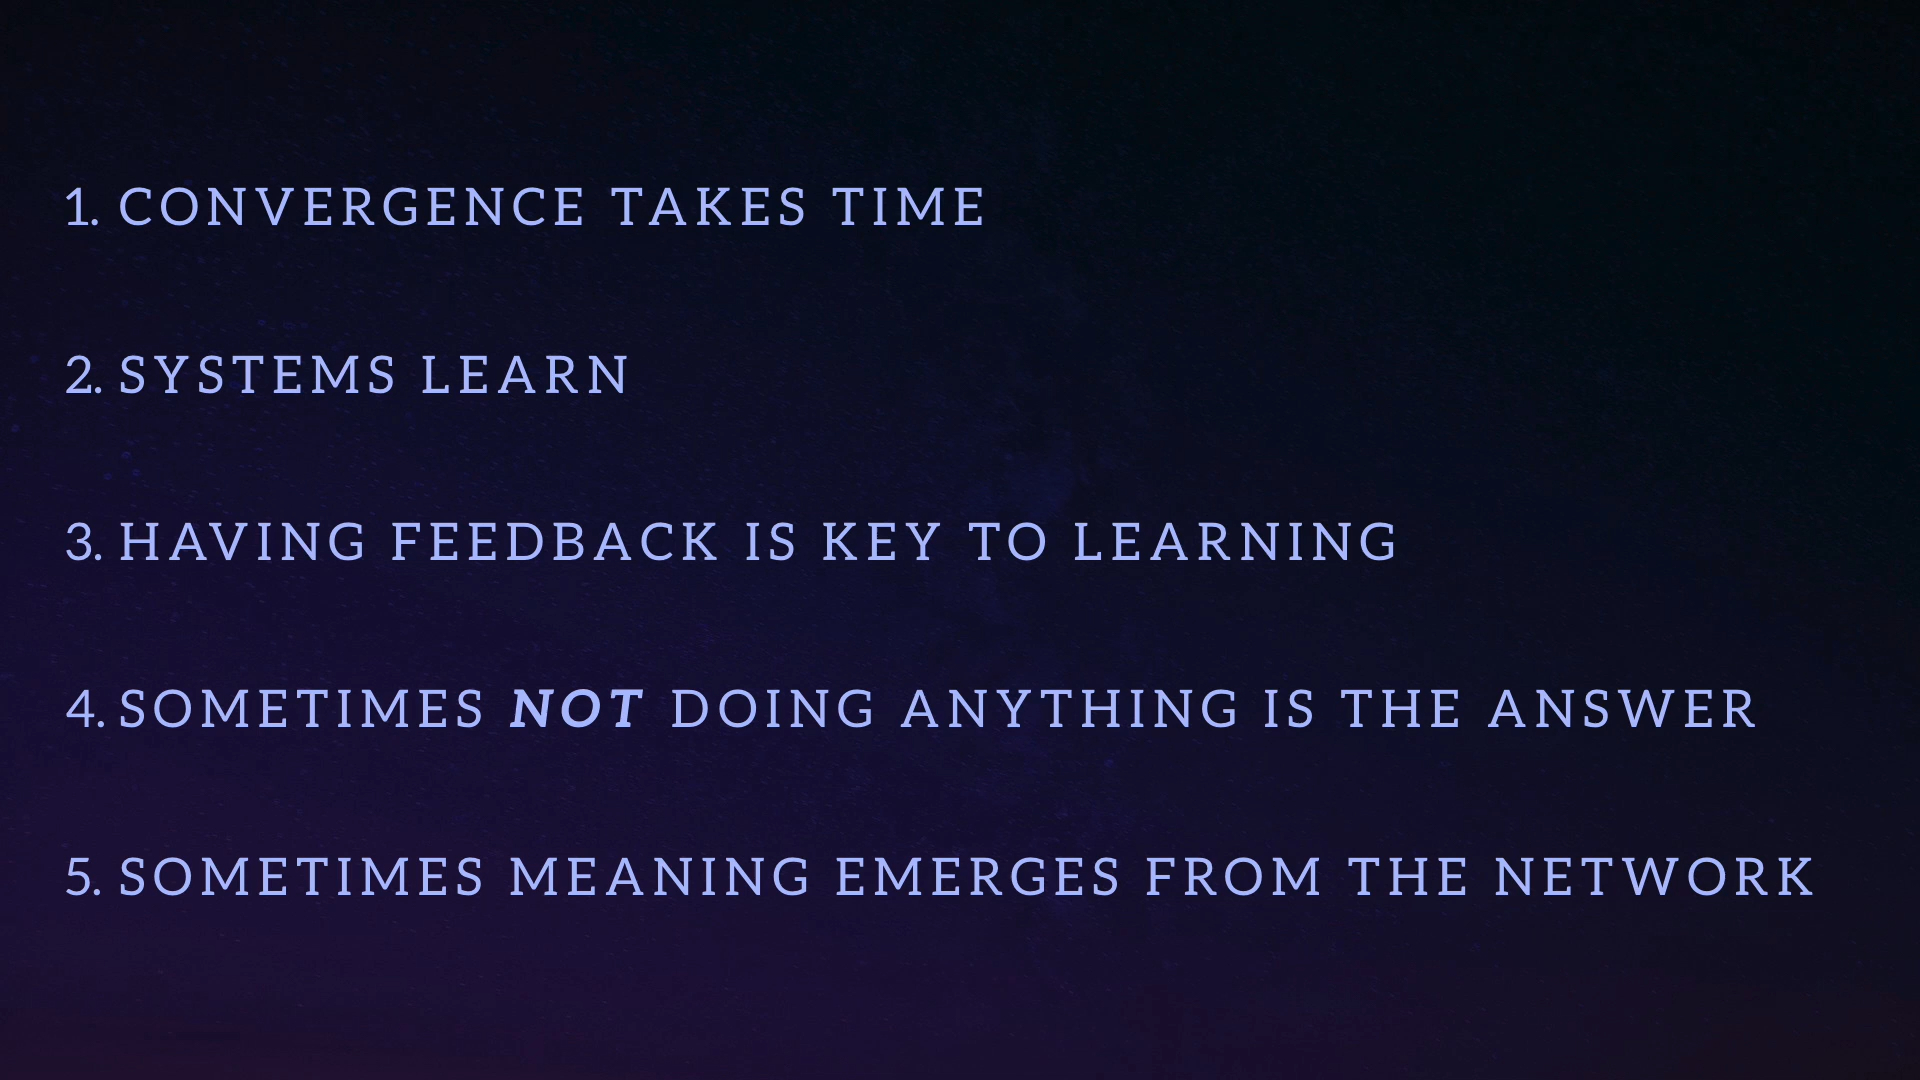 1. CONVERGENCE TAKES TIME
2. SYSTEMS LEARN
3. HAVING FEEDBACK IS KEY TO LEARNING
4. SOMETIMES NOT DOING ANYTHING IS THE ANSWER
5. SOMETIMES MEANING EMERGES FROM THE NETWORK